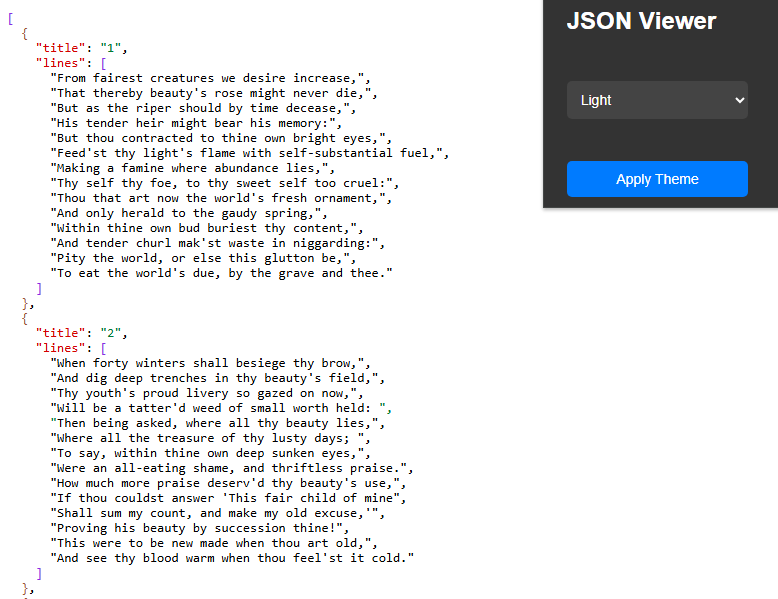 [
  {
    "title": "1",
    "lines": [
      "From fairest creatures we desire increase,",
      "That thereby beauty's rose might never die,",
      "But as the riper should by time decease,",
      "His tender heir might bear his memory:",
      "But thou contracted to thine own bright eyes,",
      "Feed'st thy light's flame with self-substantial fuel,",
      "Making a famine where abundance lies,",
      "Thy self thy foe, to thy sweet self too cruel:",
      "Thou that art now the world's fresh ornament,",
      "And only herald to the gaudy spring,",
      "Within thine own bud buriest thy content,",
      "And tender churl mak'st waste in niggarding:",
      "Pity the world, or else this glutton be,",
      "To eat the world's due, by the grave and thee."
    ]
  },
  {
    "title": "2",
    "lines": [
      "When forty winters shall besiege thy brow,",
      "And dig deep trenches in thy beauty's field,",
      "Thy youth's proud livery so gazed on now,",
      "Will be a tatter'd weed of small worth held: ",
      "Then being asked, where all thy beauty lies,",
      "Where all the treasure of thy lusty days; ",
      "To say, within thine own deep sunken eyes,",
      "Were an all-eating shame, and thriftless praise.",
      "How much more praise deserv'd thy beauty's use,",
      "If thou couldst answer 'This fair child of mine",
      "Shall sum my count, and make my old excuse,'",
      "Proving his beauty by succession thine!",
      "This were to be new made when thou art old,",
      "And see thy blood warm when thou feel'st it cold."
    ]
  },
JSON Viewer
Light
Apply Theme